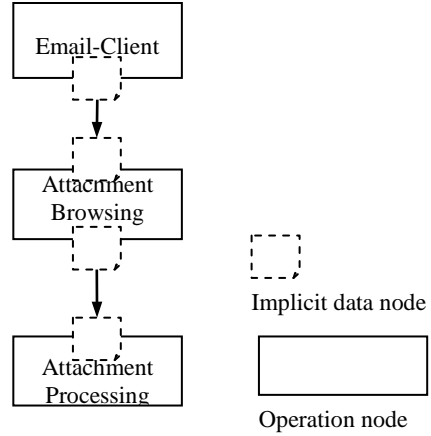 Email-Client
Attachment
Browsing
Implicit data node
Attachment
Processing
Operation node